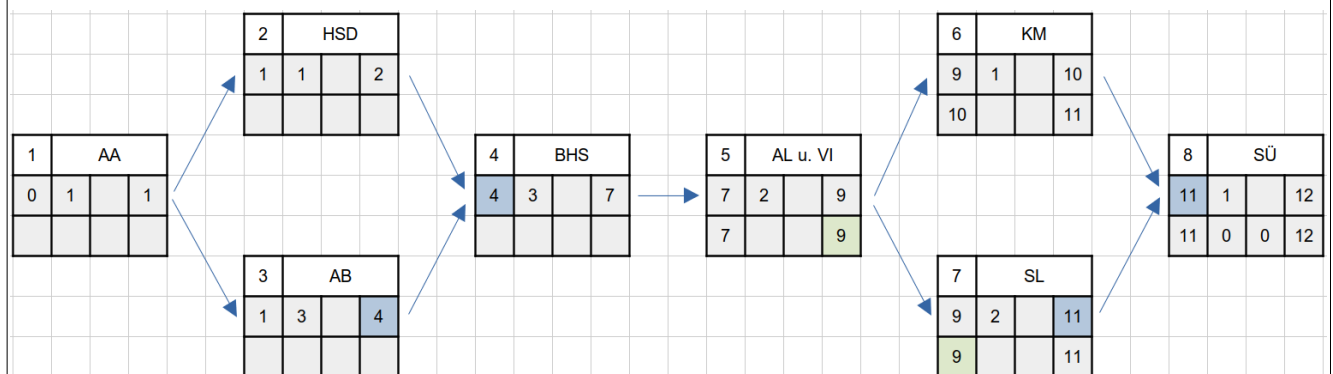 2 HSD
1 1 2
6 KM
9 1 10
10 11
1 AA
0 1 1
4 BHS
4 3 7
5 AL u. VI
7 2 9
7 9
8 SÜ
11 1 12
11 0 0 12
3 AB
1 3 4
7 SL
9 2 11
9 11